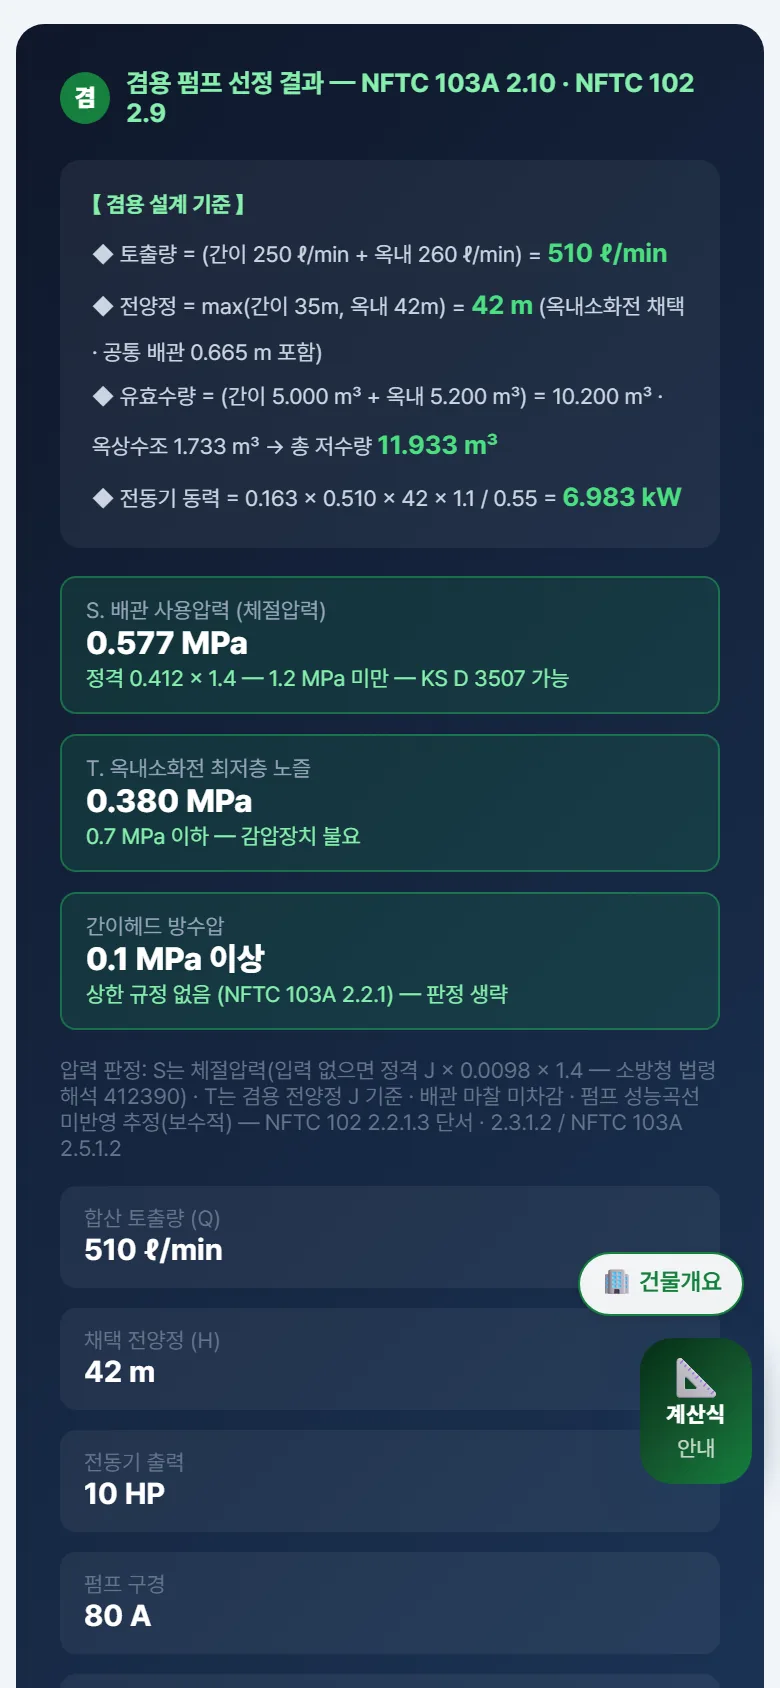 겸
겸용 펌프 선정 결과 — NFTC 103A 2.10 · NFTC 102
2.9
【 겸용 설계 기준 】
◆ 토출량 = (간이 250 ℓ/min + 옥내 260 ℓ/min) = 510 ℓ/min
◆ 전양정 = max(간이 35m, 옥내 42m) = 42 m (옥내소화전 채택
· 공통 배관 0.665 m 포함)
◆ 유효수량 = (간이 5.000 m³ + 옥내 5.200 m³) = 10.200 m³ ·
옥상수조 1.733 m³ → 총 저수량 11.933 m³
◆ 전동기 동력 = 0.163 × 0.510 × 42 × 1.1 / 0.55 = 6.983 kW
S. 배관 사용압력 (체절압력)
0.577 MPa
정격 0.412 × 1.4 — 1.2 MPa 미만 — KS D 3507 가능
T. 옥내소화전 최저층 노즐
0.380 MPa
0.7 MPa 이하 — 감압장치 불요
간이헤드 방수압
0.1 MPa 이상
상한 규정 없음 (NFTC 103A 2.2.1) — 판정 생략
압력 판정: S는 체절압력(입력 없으면 정격 J × 0.0098 × 1.4 — 소방청 법령
해석 412390) · T는 겸용 전양정 J 기준 · 배관 마찰 미차감 · 펌프 성능곡선
미반영 추정(보수적) — NFTC 102 2.2.1.3 단서 · 2.3.1.2 / NFTC 103A
2.5.1.2
합산 토출량 (Q)
510 ℓ/min
건물개요
채택 전양정 (H)
42 m
계산식
안내
전동기 출력
10 HP
펌프 구경
80 A